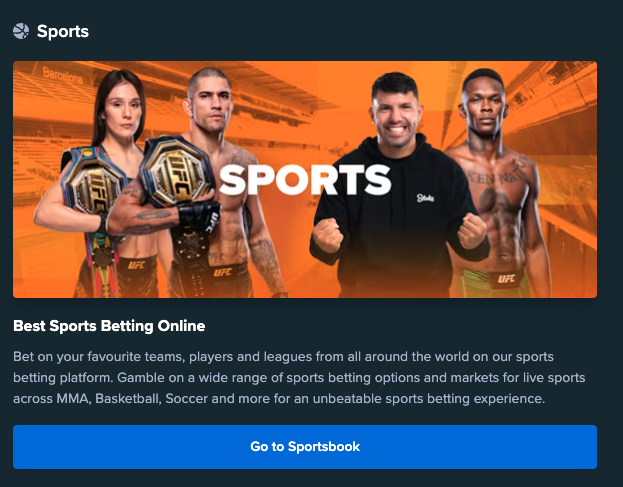 Sports
Barcelona
SPORTS
UFC
UFC
Stake
UFC
UFC
UFC
UFC
Best Sports Betting Online
Bet on your favourite teams, players and leagues from all around the world on our sports
betting platform. Gamble on a wide range of sports betting options and markets for live sports
across MMA, Basketball, Soccer and more for an unbeatable sports betting experience.
Go to Sportsbook